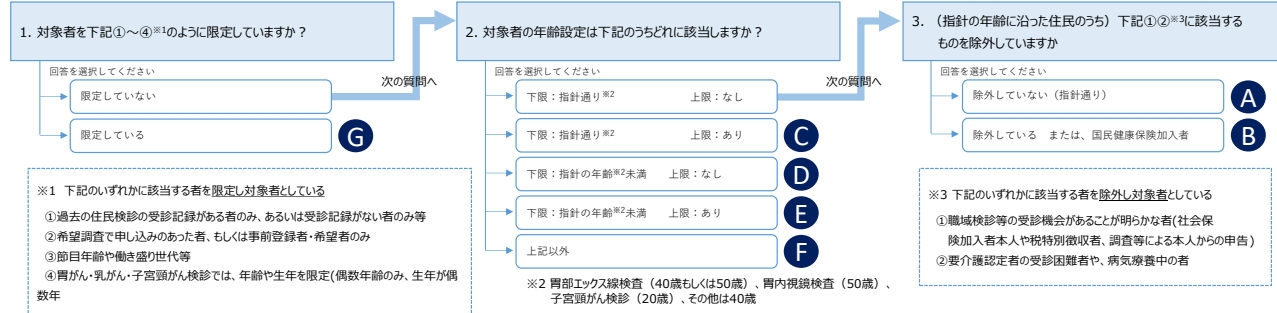 1. 対象者を下記①～④※1のように限定していますか？
回答を選択してください
限定していない
次の質問へ
限定している
G
※1 下記のいずれかに該当する者を限定し対象者としている
①過去の住民検診の受診記録がある者のみ、あるいは受診記録がない者のみ等
②希望調査で申し込みのあった者、もしくは事前登録者・希望者のみ
③節目年齢や働き盛り世代等
④胃がん・乳がん・子宮頸がん検診では、年齢や生年を限定(偶数年齢のみ、生年が偶
数年
2. 対象者の年齢設定は下記のうちどれに該当しますか？
回答を選択してください
下限：指針通り※2 上限：なし
次の質問へ
下限：指針通り※2 上限：あり
C
下限：指針の年齢※2未満 上限：なし
D
下限：指針の年齢※2未満 上限：あり
E
上記以外
F
※2 胃部エックス線検査（40歳もしくは50歳）、胃内視鏡検査（50歳）、
子宮頸がん検診（20歳）、その他は40歳
3. （指針の年齢に沿った住民のうち）下記①②※3に該当する
ものを除外していますか
回答を選択してください
除外していない（指針通り）
A
除外している または、国民健康保険加入者
B
※3 下記のいずれかに該当する者を除外し対象者としている
①職域検診等の受診機会があることが明らかな者(社会保
険加入者本人や税特別徴収者、調査等による本人からの申告)
②要介護認定者の受診困難者や、病気療養中の者